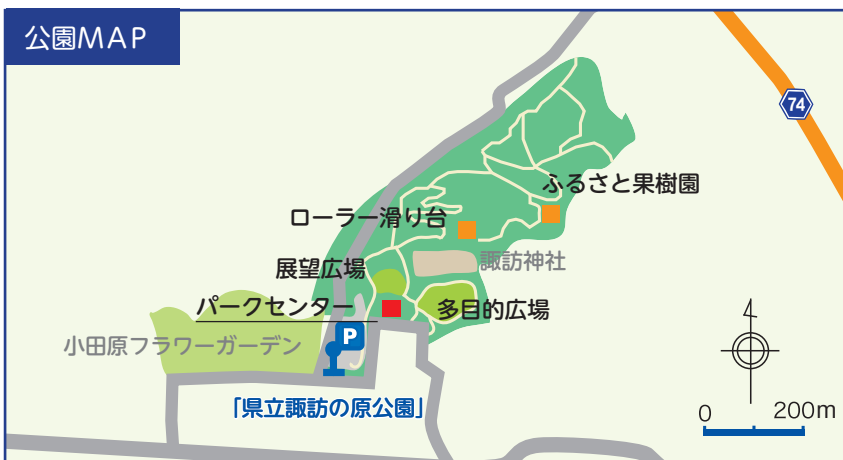 公園MAP
74
ふるさと果樹園
ローラー滑り台
諏訪神社
展望広場
パークセンター
多目的広場
P
小田原フラワーガーデン
「県立諏訪の原公園」
0 200m